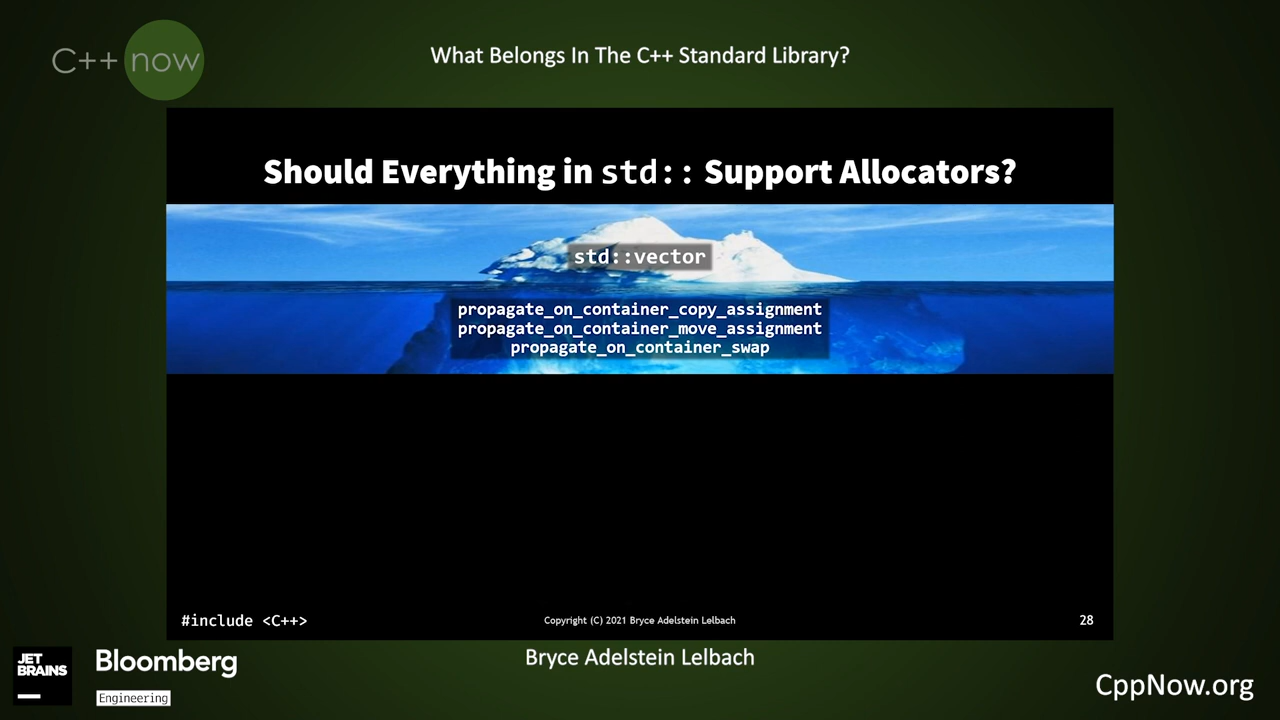 C++ now
What Belongs In The C++ Standard Library?
Should Everything in std:: Support Allocators?
std::vector
propagate_on_container_copy_assignment
propagate_on_container_move_assignment
propagate_on_container_swap
#include <C++>
Copyright (C) 2021 Bryce Adelstein Lelbach
28
JET
BRAINS
Bloomberg
Engineering
Bryce Adelstein Lelbach
CppNow.org